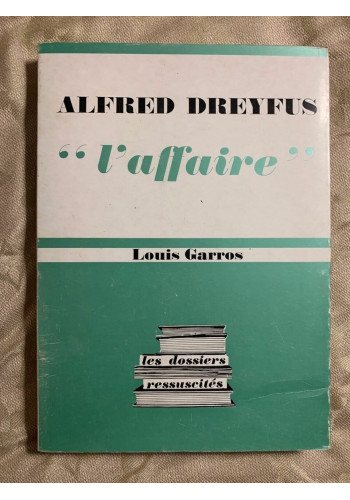 ALFRED DREYFUS
“l'affaire”
Louis Garros
les dossiers
ressuscités